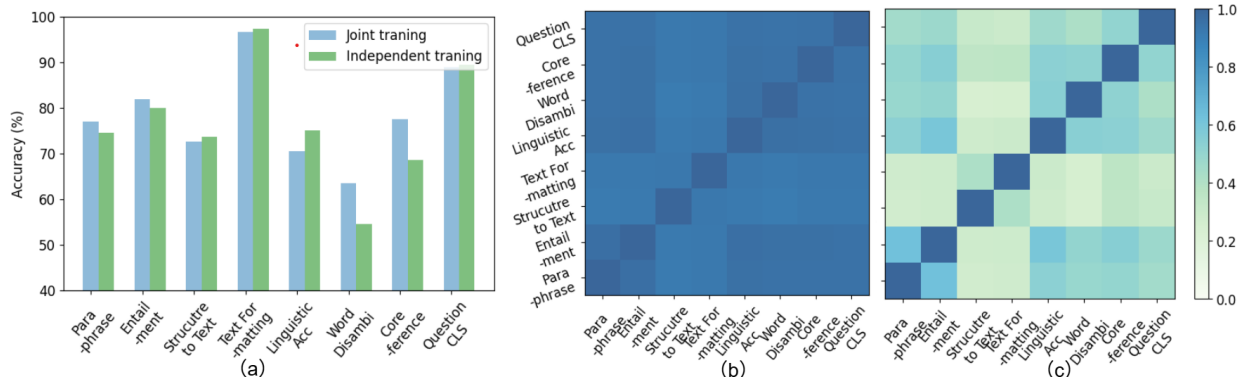 100
90
80
70
60
50
40
Accuracy (%)
Joint traning
Independent traning
Para
-phrase
Entail
-ment
Strucutre
to Text
Text For
-matting
Linguistic
Acc
Word
Disambi
Core
-ference
Question
CLS
(a)
Question
CLS
Core
-ference
Word
Disambi
Linguistic
Acc
Text For
-matting
Strucutre
to Text
Entail
-ment
Para
-phrase
Para
-phrase
Entail
-ment
Strucutre
to Text
Text For
-matting
Linguistic
Acc
Word
Disambi
Core
-ference
Question
CLS
(b)
Para
-phrase
Entail
-ment
Strucutre
to Text
Text For
-matting
Linguistic
Acc
Word
Disambi
Core
-ference
Question
CLS
(c)
1.0
0.8
0.6
0.4
0.2
0.0